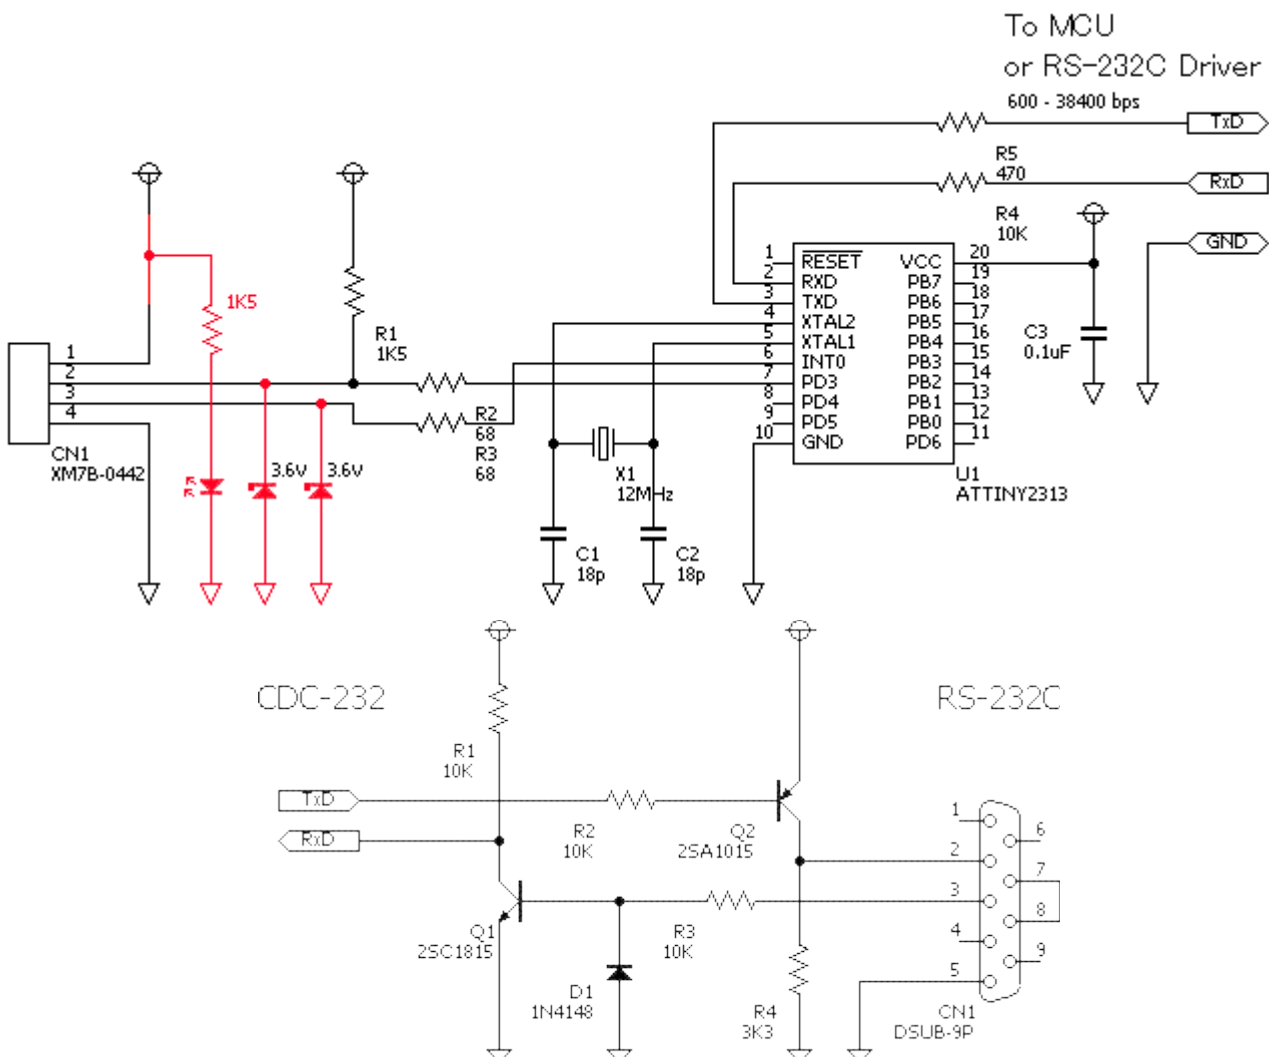 To MCU
or RS-232C Driver
600 - 38400 bps
TxD
R5
470
RxD
R4
10K
GND
1K5
R1
1K5
1
2
3
4
CN1
XM7B-0442
3.6V
3.6V
R2
68
R3
68
X1
12MHz
C1
18p
C2
18p
1 RESET VCC 20
2 RXD PB7 19
3 TXD PB6 18
4 XTAL2 PB5 17
5 XTAL1 PB4 16
6 INT0 PB3 15
7 PD3 PB2 14
8 PD4 PB1 13
9 PD5 PB0 12
10 GND PD6 11
U1
ATTINY2313
C3
0.1uF
CDC-232
RS-232C
R1
10K
TxD
RxD
R2
10K
Q2
2SA1015
Q1
2SC1815
R3
10K
D1
1N4148
R4
3K3
1
2
3
4
5
6
7
8
9
CN1
DSUB-9P